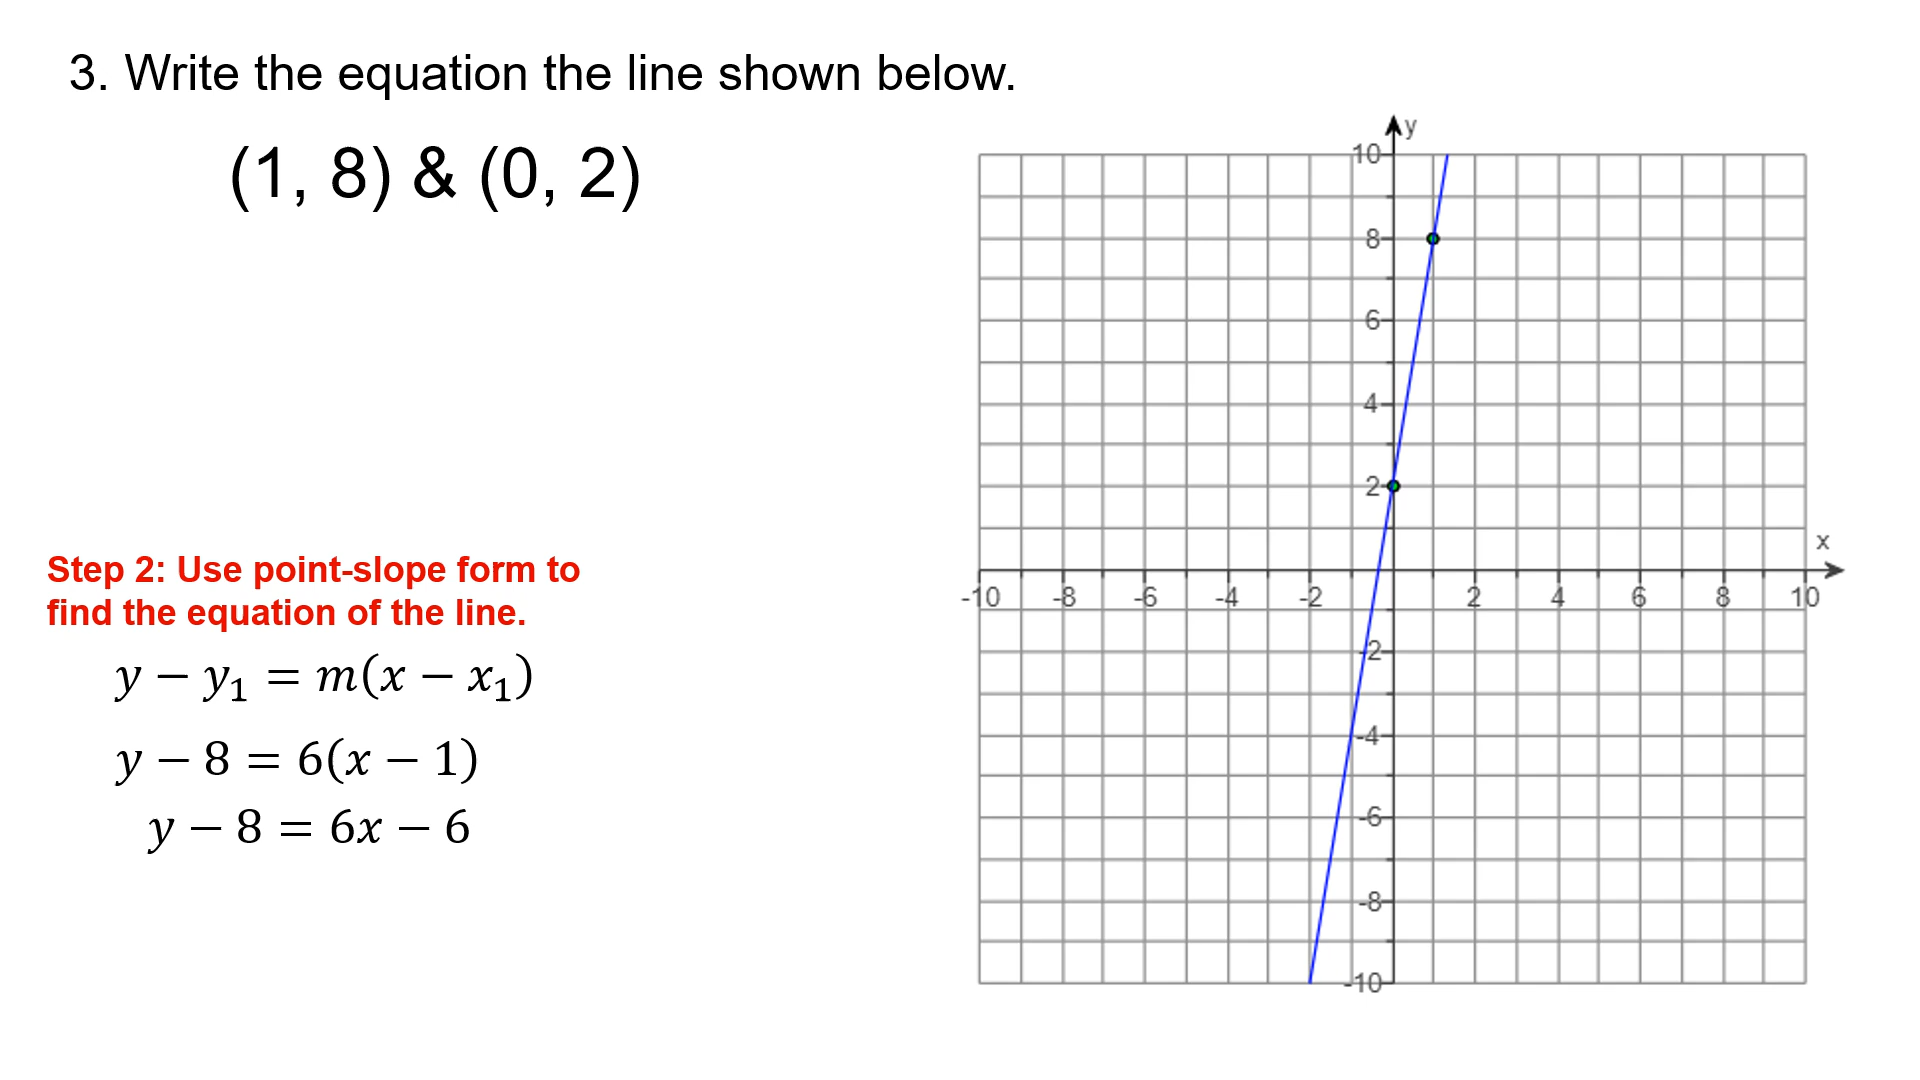 3. Write the equation the line shown below.
(1, 8) & (0, 2)
Step 2: Use point-slope form to
find the equation of the line.
y − y₁ = m(x − x₁)
y − 8 = 6(x − 1)
y − 8 = 6x − 6
y
10
8
6
4
2
x
-10 -8 -6 -4 -2 2 4 6 8 10
-2
-4
-6
-8
-10